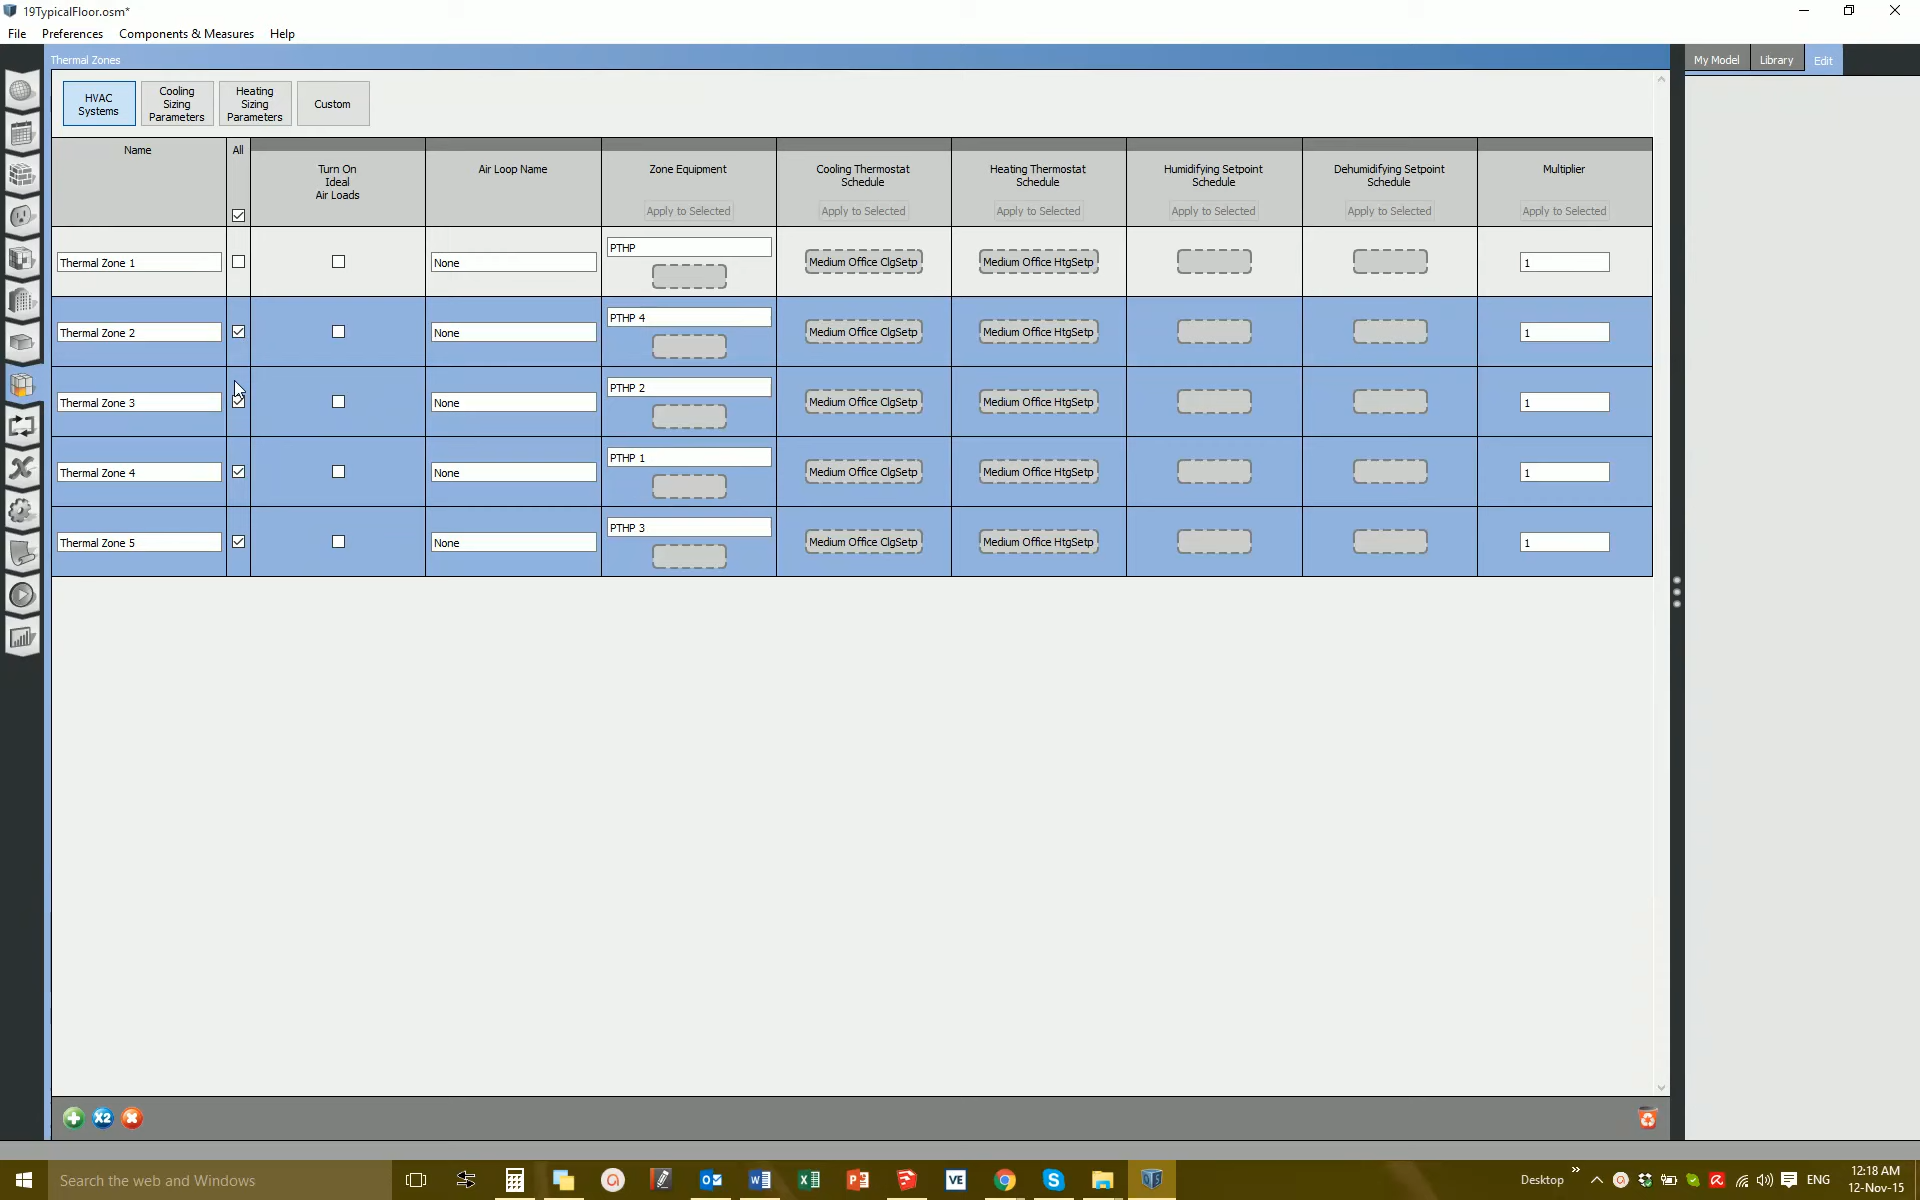 19TypicalFloor.osm*
File Preferences Components & Measures Help
Thermal Zones
My Model Library Edit
HVAC Systems
Cooling Sizing Parameters
Heating Sizing Parameters
Custom
Name
All
Turn On Ideal Air Loads
Air Loop Name
Zone Equipment
Cooling Thermostat Schedule
Heating Thermostat Schedule
Humidifying Setpoint Schedule
Dehumidifying Setpoint Schedule
Multiplier
Apply to Selected Apply to Selected Apply to Selected Apply to Selected Apply to Selected Apply to Selected
Thermal Zone 1 None PTHP Medium Office ClgSetp Medium Office HtgSetp 1
Thermal Zone 2 None PTHP 4 Medium Office ClgSetp Medium Office HtgSetp 1
Thermal Zone 3 None PTHP 2 Medium Office ClgSetp Medium Office HtgSetp 1
Thermal Zone 4 None PTHP 1 Medium Office ClgSetp Medium Office HtgSetp 1
Thermal Zone 5 None PTHP 3 Medium Office ClgSetp Medium Office HtgSetp 1
X2
Search the web and Windows
VE
Desktop
ENG
12:18 AM
12-Nov-15